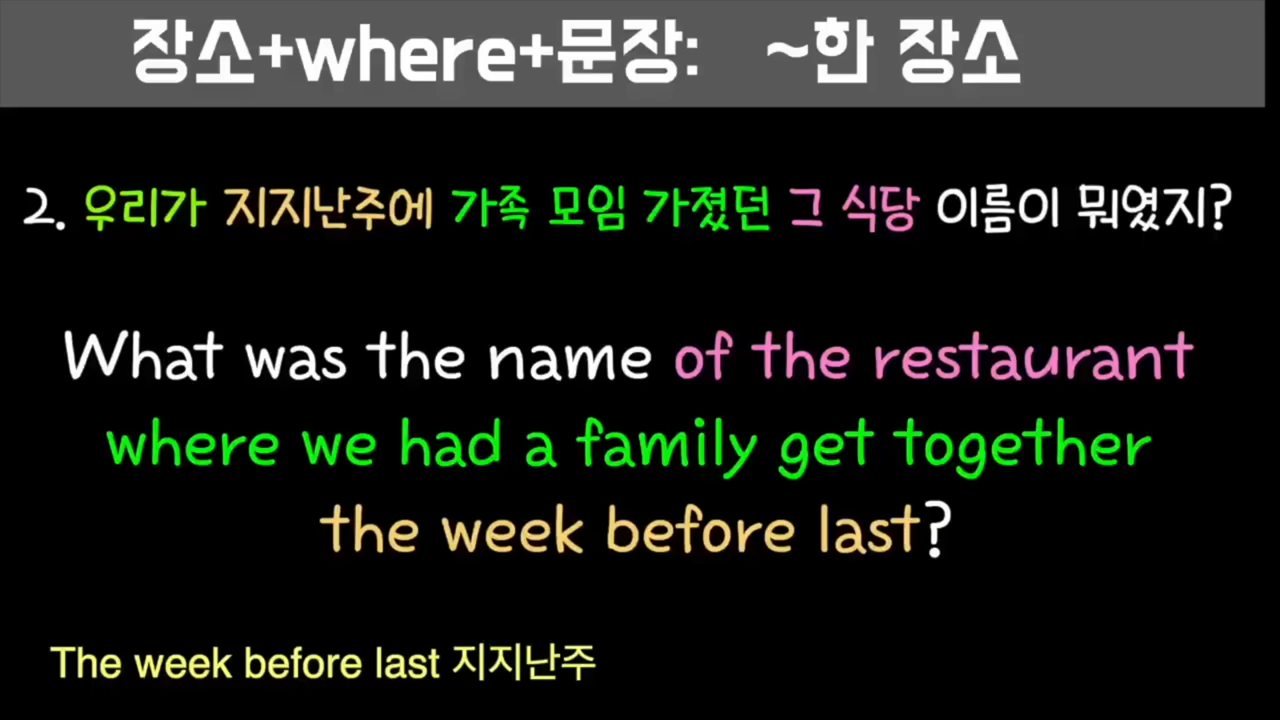 장소+where+문장: ~한 장소
2. 우리가 지지난주에 가족 모임 가졌던 그 식당 이름이 뭐였지?
What was the name of the restaurant
where we had a family get together
the week before last?
The week before last 지지난주